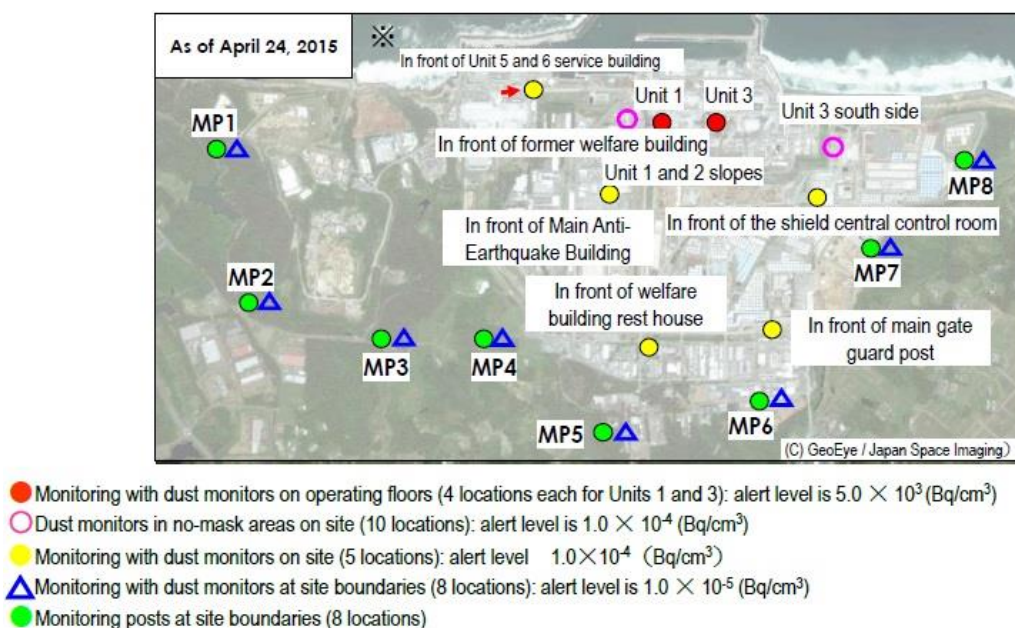 As of April 24, 2015
※
In front of Unit 5 and 6 service building
Unit 1
Unit 3
Unit 3 south side
MP1
In front of former welfare building
Unit 1 and 2 slopes
MP8
In front of Main Anti-
Earthquake Building
In front of the shield central control room
MP7
MP2
In front of welfare
building rest house
In front of main gate
guard post
MP3
MP4
MP5
MP6
(C) GeoEye / Japan Space Imaging）
Monitoring with dust monitors on operating floors (4 locations each for Units 1 and 3): alert level is 5.0 × 10³ (Bq/cm³)
Dust monitors in no-mask areas on site (10 locations): alert level is 1.0 × 10⁻⁴ (Bq/cm³)
Monitoring with dust monitors on site (5 locations): alert level 1.0×10⁻⁴（Bq/cm³）
Monitoring with dust monitors at site boundaries (8 locations): alert level is 1.0 × 10⁻⁵ (Bq/cm³)
Monitoring posts at site boundaries (8 locations)